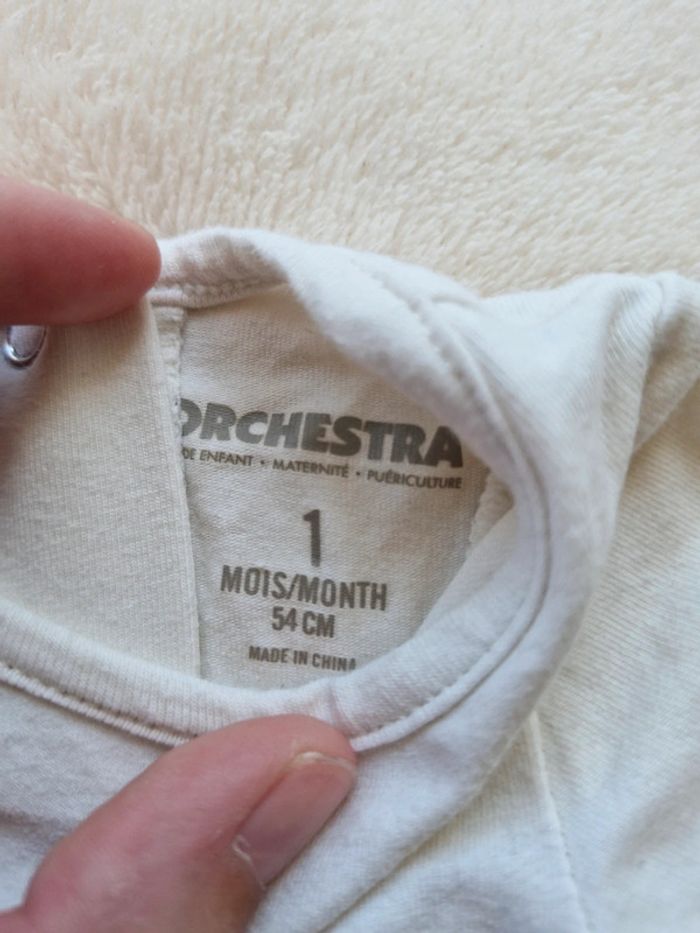 ORCHESTRA
DE ENFANT • MATERNITÉ • PUÉRICULTURE
1
MOIS/MONTH
54 CM
MADE IN CHINA